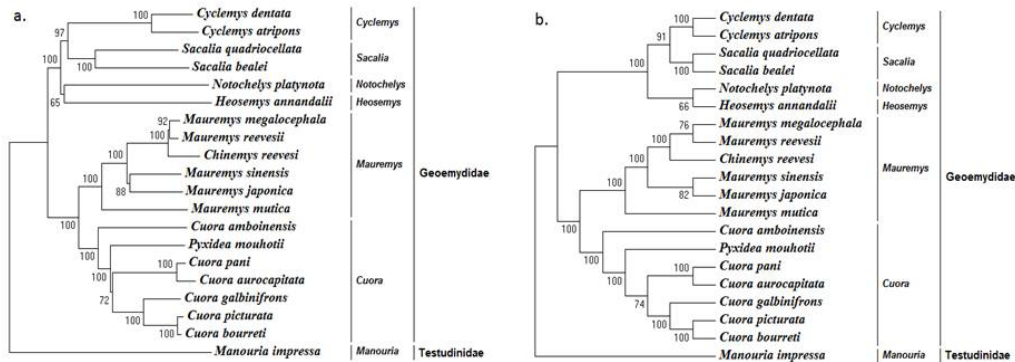 a.
Cyclemys dentata
Cyclemys atripons
Sacalia quadriocellata
Sacalia bealei
Notochelys platynota
Heosemys annandalii
Mauremys megalocephala
Mauremys reevesii
Chinemys reevesi
Mauremys sinensis
Mauremys japonica
Mauremys mutica
Cuora amboinensis
Pyxidea mouhotii
Cuora pani
Cuora aurocapitata
Cuora galbinifrons
Cuora picturata
Cuora bourreti
Manouria impressa
100
97
100
100
65
92
100
100
88
100
100
100
100
100
72
100
100
Cyclemys
Sacalia
Notochelys
Heosemys
Mauremys
Cuora
Manouria
Geoemydidae
Testudinidae
b.
Cyclemys dentata
Cyclemys atripons
Sacalia quadriocellata
Sacalia bealei
Notochelys platynota
Heosemys annandalii
Mauremys megalocephala
Mauremys reevesii
Chinemys reevesi
Mauremys sinensis
Mauremys japonica
Mauremys mutica
Cuora amboinensis
Pyxidea mouhotii
Cuora pani
Cuora aurocapitata
Cuora galbinifrons
Cuora picturata
Cuora bourreti
Manouria impressa
100
91
100
100
66
76
100
100
82
100
100
100
100
100
74
100
100
Cyclemys
Sacalia
Notochelys
Heosemys
Mauremys
Cuora
Manouria
Geoemydidae
Testudinidae